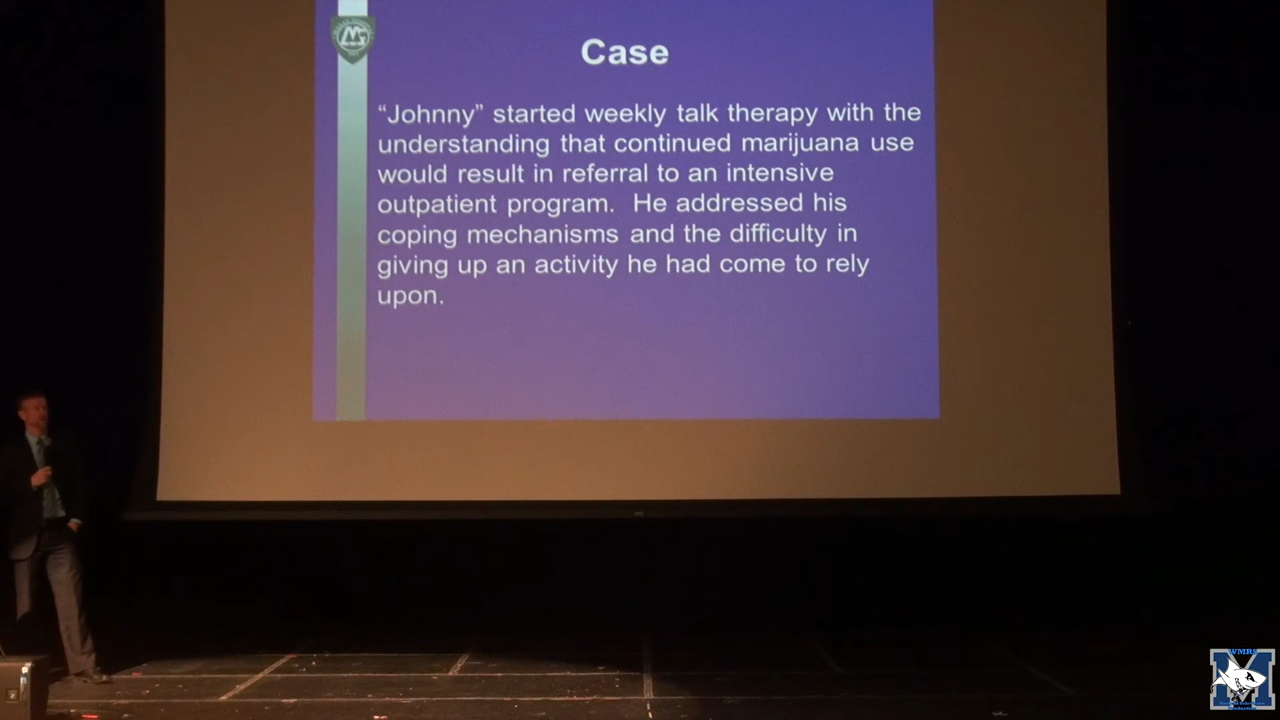 Case
“Johnny” started weekly talk therapy with the
understanding that continued marijuana use
would result in referral to an intensive
outpatient program.  He addressed his
coping mechanisms and the difficulty in
giving up an activity he had come to rely
upon.
WMRS